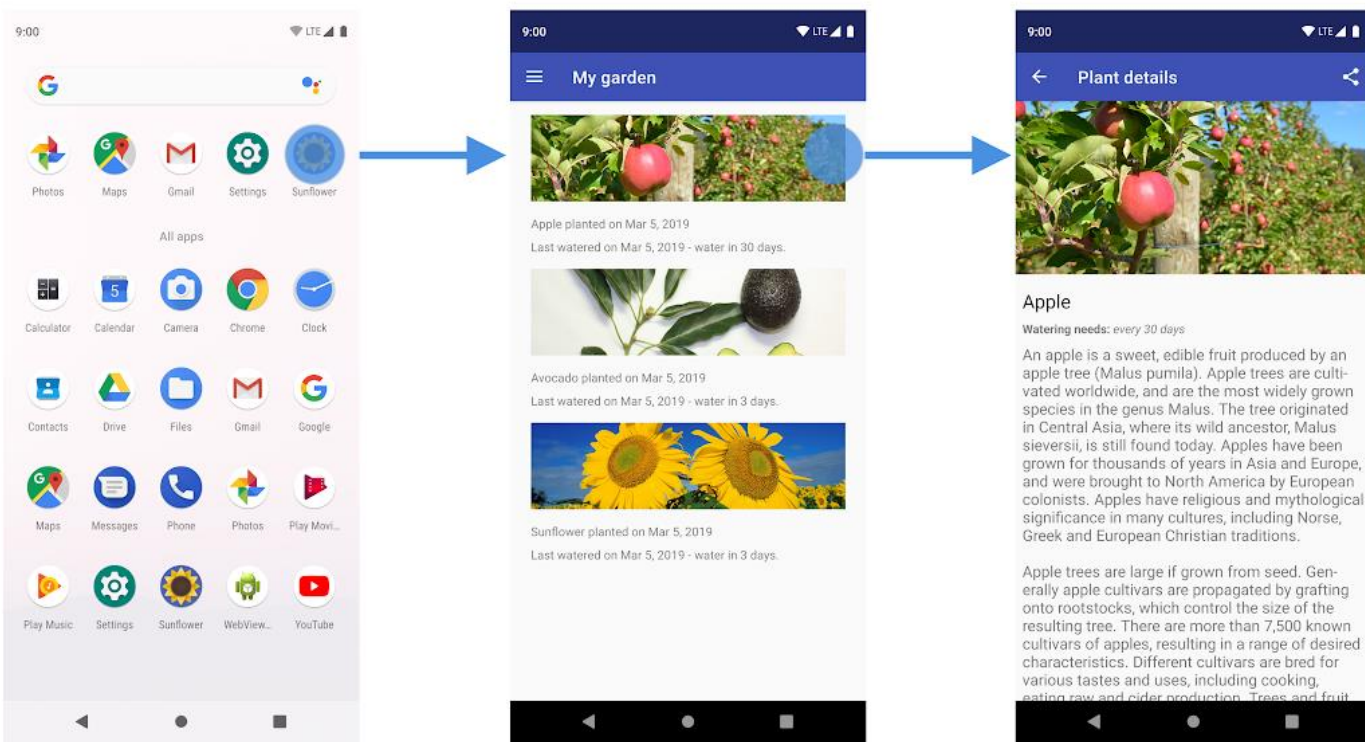 9:00
LTE
Photos
Maps
Gmail
Settings
Sunflower
All apps
5
Calculator
Calendar
Camera
Chrome
Clock
Contacts
Drive
Files
Gmail
Google
Maps
Messages
Phone
Photos
Play Movi...
Play Music
Settings
Sunflower
WebView...
YouTube
9:00
LTE
My garden
Apple planted on Mar 5, 2019
Last watered on Mar 5, 2019 - water in 30 days.
Avocado planted on Mar 5, 2019
Last watered on Mar 5, 2019 - water in 3 days.
Sunflower planted on Mar 5, 2019
Last watered on Mar 5, 2019 - water in 3 days.
9:00
LTE
Plant details
Apple
Watering needs: every 30 days
An apple is a sweet, edible fruit produced by an
apple tree (Malus pumila). Apple trees are culti-
vated worldwide, and are the most widely grown
species in the genus Malus. The tree originated
in Central Asia, where its wild ancestor, Malus
sieversii, is still found today. Apples have been
grown for thousands of years in Asia and Europe,
and were brought to North America by European
colonists. Apples have religious and mythological
significance in many cultures, including Norse,
Greek and European Christian traditions.
Apple trees are large if grown from seed. Gen-
erally apple cultivars are propagated by grafting
onto rootstocks, which control the size of the
resulting tree. There are more than 7,500 known
cultivars of apples, resulting in a range of desired
characteristics. Different cultivars are bred for
various tastes and uses, including cooking,
eating raw and cider production. Trees and fruit